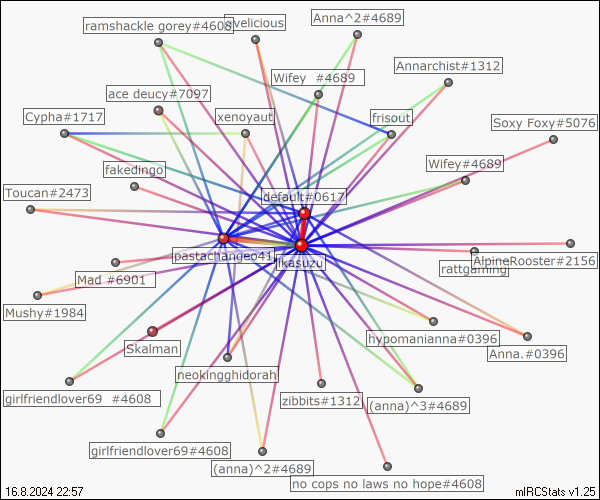 Anna^2#4689
ramshackle gorey#4608
velicious
Annarchist#1312
Wifey  #4689
ace deucy#7097
Cypha#1717
xenoyaut
frisout
Soxy Foxy#5076
fakedingo
Wifey#4689
Toucan#2473
default#0617
pastachangeo41
ikasuzu
AlpineRooster#2156
rattgaming
Mad #6901
Mushy#1984
hypomanianna#0396
Skalman
Anna.#0396
neokingghidorah
girlfriendlover69  #4608
zibbits#1312
(anna)^3#4689
girlfriendlover69#4608
(anna)^2#4689
no cops no laws no hope#4608
16.8.2024 22:57
mIRCStats v1.25